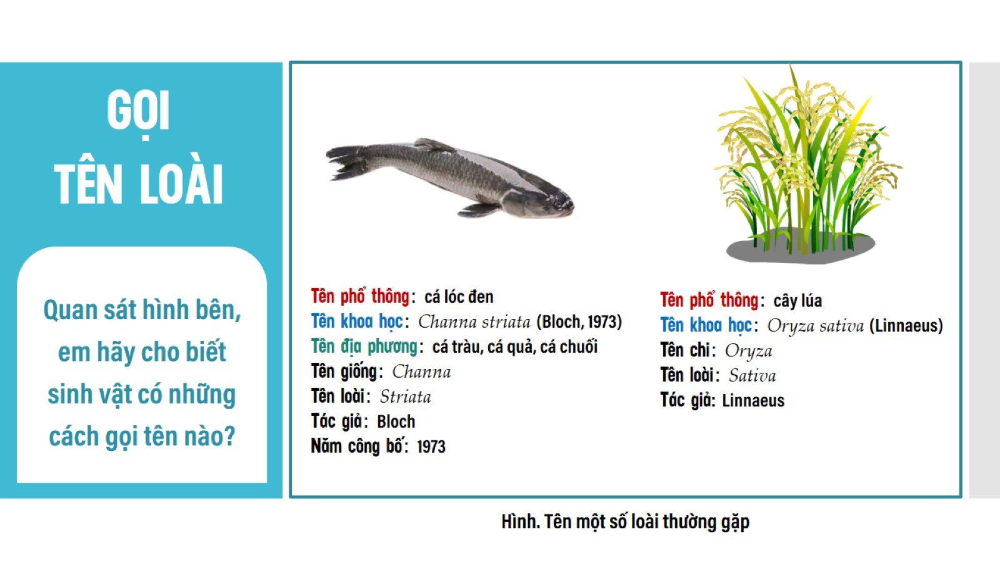 GỌI
TÊN LOÀI
Quan sát hình bên,
em hãy cho biết
sinh vật có những
cách gọi tên nào?
Tên phổ thông: cá lóc đen
Tên khoa học: Channa striata (Bloch, 1973)
Tên địa phương: cá tràu, cá quả, cá chuối
Tên giống: Channa
Tên loài: Striata
Tác giả: Bloch
Năm công bố: 1973
Tên phổ thông: cây lúa
Tên khoa học: Oryza sativa (Linnaeus)
Tên chi: Oryza
Tên loài: Sativa
Tác giả: Linnaeus
Hình. Tên một số loài thường gặp